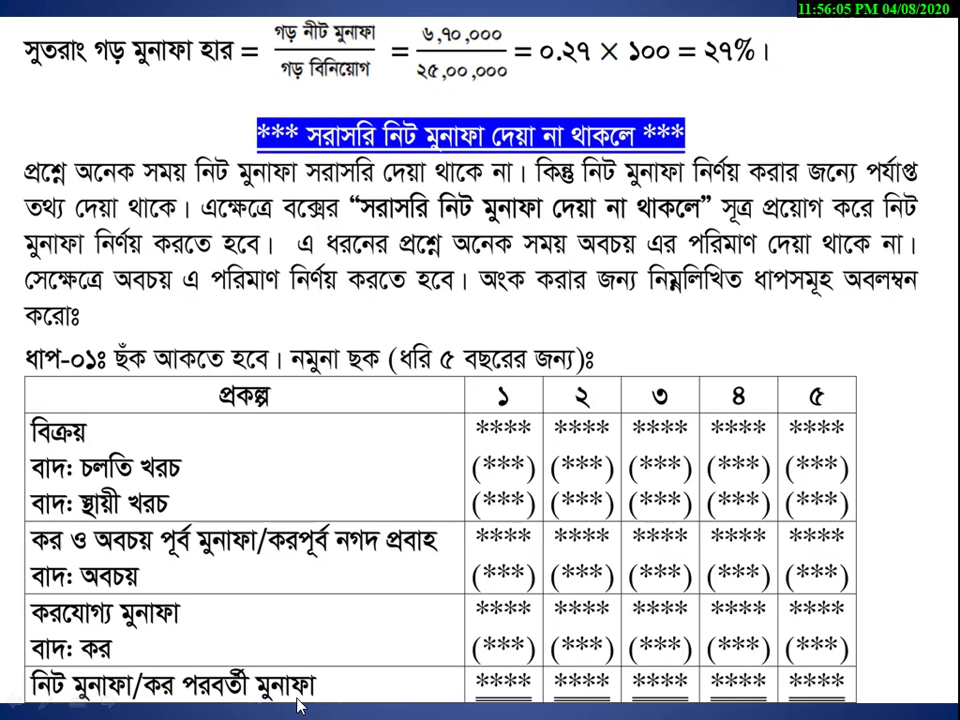 11:56:05 PM 04/08/2020
সুতরাং গড় মুনাফা হার = গড় নীট মুনাফা / গড় বিনিয়োগ = ৬,৭০,০০০ / ২৫,০০,০০০ = ০.২৭ × ১০০ = ২৭%।
*** সরাসরি নিট মুনাফা দেয়া না থাকলে ***
প্রশ্নে অনেক সময় নিট মুনাফা সরাসরি দেয়া থাকে না। কিন্তু নিট মুনাফা নির্ণয় করার জন্যে পর্যাপ্ত
তথ্য দেয়া থাকে। এক্ষেত্রে বক্সের “সরাসরি নিট মুনাফা দেয়া না থাকলে” সূত্র প্রয়োগ করে নিট
মুনাফা নির্ণয় করতে হবে। এ ধরনের প্রশ্নে অনেক সময় অবচয় এর পরিমাণ দেয়া থাকে না।
সেক্ষেত্রে অবচয় এ পরিমাণ নির্ণয় করতে হবে। অংক করার জন্য নিম্নলিখিত ধাপসমূহ অবলম্বন
করোঃ
ধাপ-০১ঃ ছঁক আকতে হবে। নমুনা ছক (ধরি ৫ বছরের জন্য)ঃ
প্রকল্প ১ ২ ৩ ৪ ৫
বিক্রয় **** **** **** **** ****
বাদ: চলতি খরচ (***) (***) (***) (***) (***)
বাদ: স্থায়ী খরচ (***) (***) (***) (***) (***)
কর ও অবচয় পূর্ব মুনাফা/করপূর্ব নগদ প্রবাহ **** **** **** **** ****
বাদ: অবচয় (***) (***) (***) (***) (***)
করযোগ্য মুনাফা **** **** **** **** ****
বাদ: কর (***) (***) (***) (***) (***)
নিট মুনাফা/কর পরবর্তী মুনাফা **** **** **** **** ****